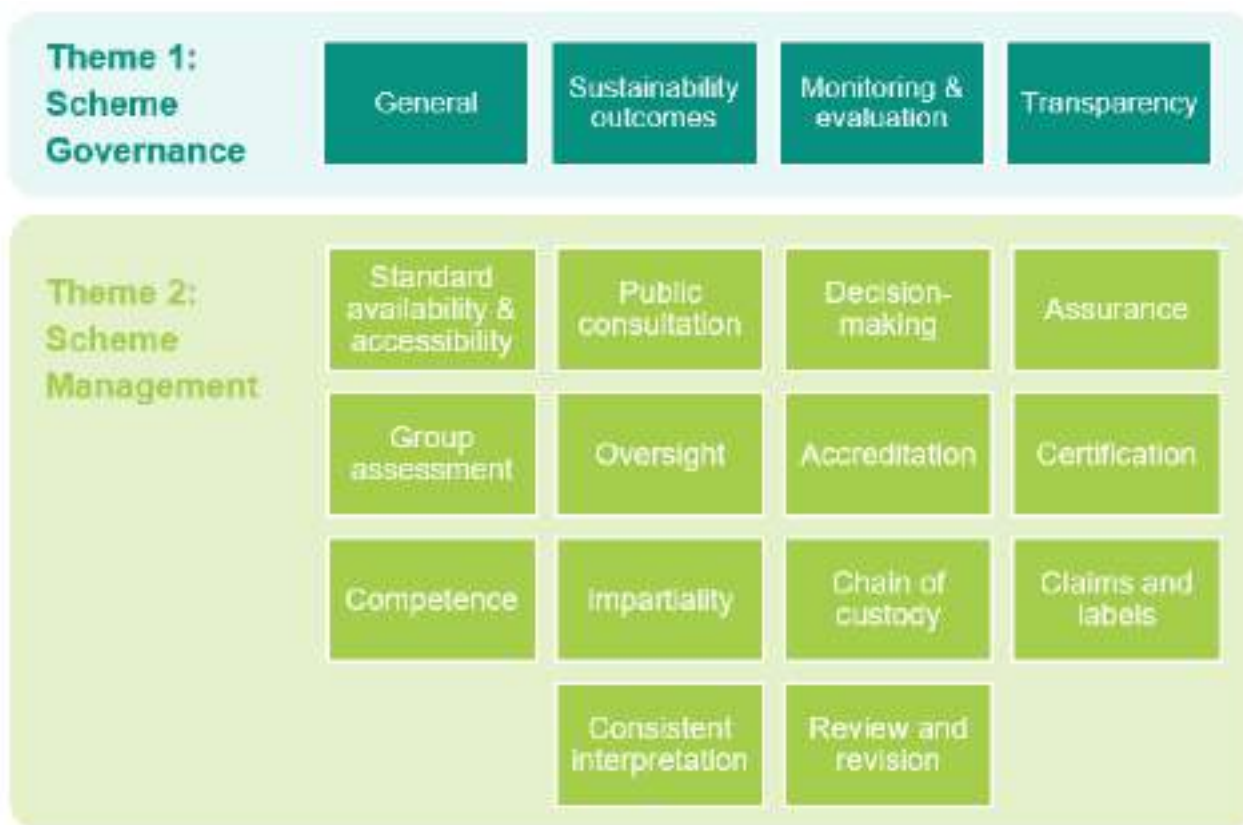 Theme 1:
Scheme
Governance
General
Sustainability
outcomes
Monitoring &
evaluation
Transparency
Theme 2:
Scheme
Management
Standard
availability &
accessibility
Public
consultation
Decision-
making
Assurance
Group
assessment
Oversight
Accreditation
Certification
Competence
Impartiality
Chain of
custody
Claims and
labels
Consistent
interpretation
Review and
revision